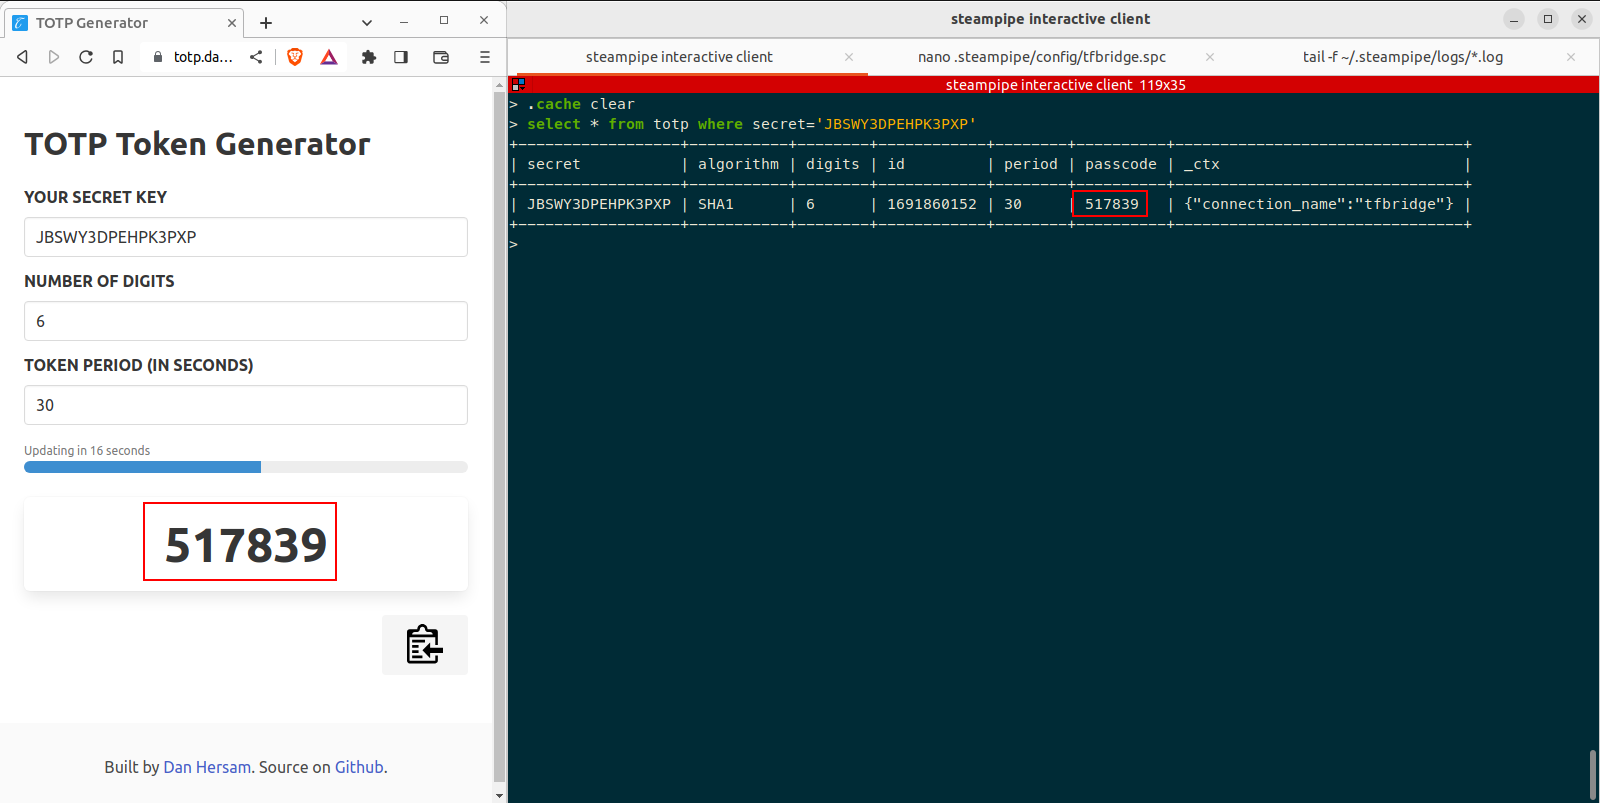 TOTP Generator
totp.da...
TOTP Token Generator
YOUR SECRET KEY
JBSWY3DPEHPK3PXP
NUMBER OF DIGITS
6
TOKEN PERIOD (IN SECONDS)
30
Updating in 16 seconds
517839
Built by Dan Hersam. Source on Github.
steampipe interactive client
steampipe interactive client nano .steampipe/config/tfbridge.spc tail -f ~/.steampipe/logs/*.log
steampipe interactive client 119x35
> .cache clear
> select * from totp where secret='JBSWY3DPEHPK3PXP'
+------------------+-----------+--------+------------+--------+----------+--------------------------------+
| secret | algorithm | digits | id | period | passcode | _ctx |
+------------------+-----------+--------+------------+--------+----------+--------------------------------+
| JBSWY3DPEHPK3PXP | SHA1 | 6 | 1691860152 | 30 | 517839 | {"connection_name":"tfbridge"} |
+------------------+-----------+--------+------------+--------+----------+--------------------------------+
>